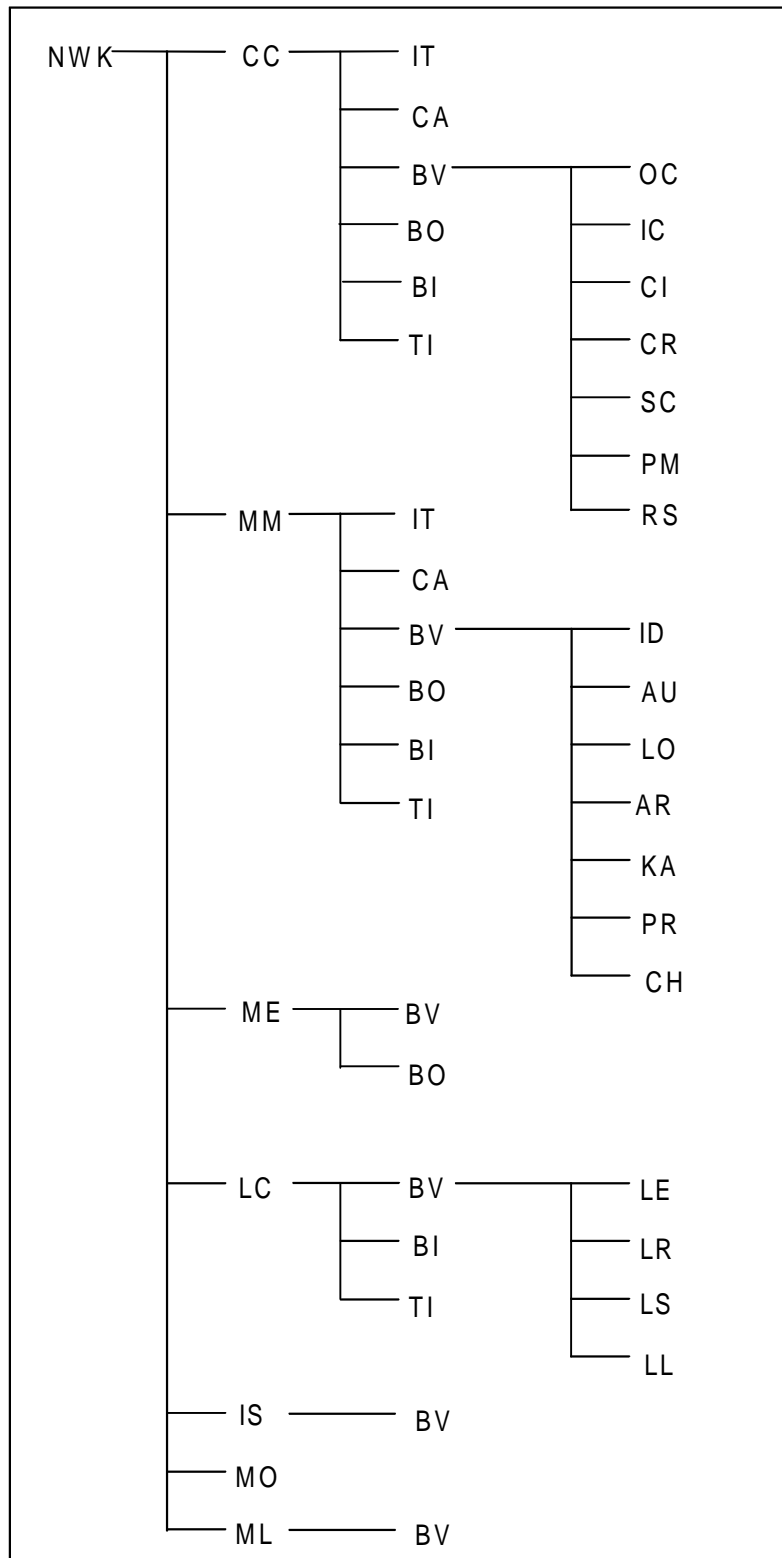 NWK CC IT
CA
BV OC
BO IC
BI CI
TI CR
SC
PM
MM IT RS
CA
BV ID
BO AU
BI LO
TI AR
KA
PR
CH
ME BV
BO
LC BV LE
BI LR
TI LS
LL
IS BV
MO
ML BV